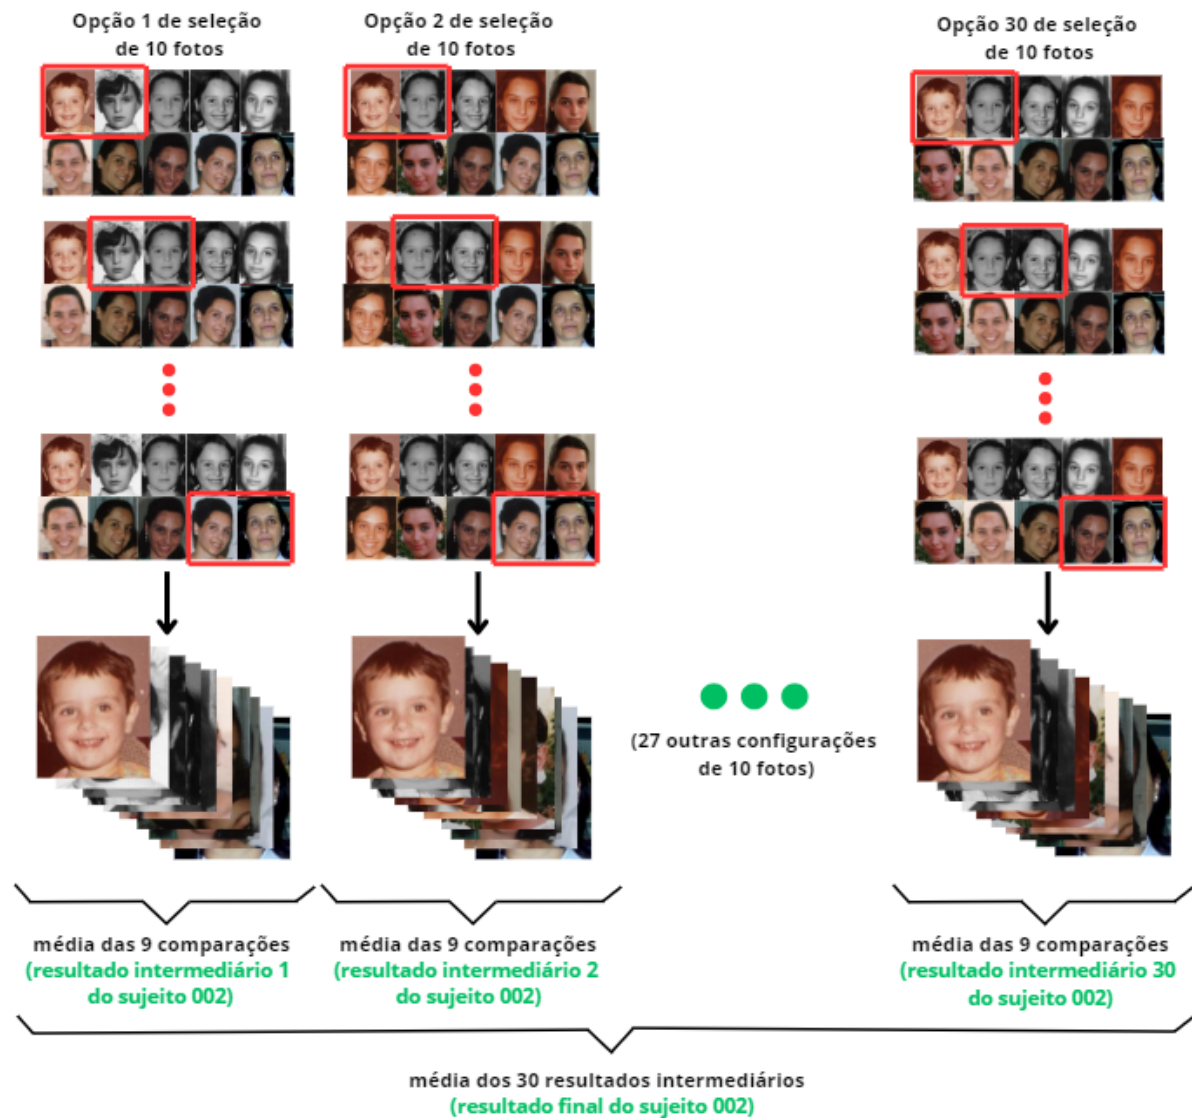 Opção 1 de seleção
de 10 fotos
Opção 2 de seleção
de 10 fotos
Opção 30 de seleção
de 10 fotos
(27 outras configurações
de 10 fotos)
média das 9 comparações
(resultado intermediário 1
do sujeito 002)
média das 9 comparações
(resultado intermediário 2
do sujeito 002)
média das 9 comparações
(resultado intermediário 30
do sujeito 002)
média dos 30 resultados intermediários
(resultado final do sujeito 002)